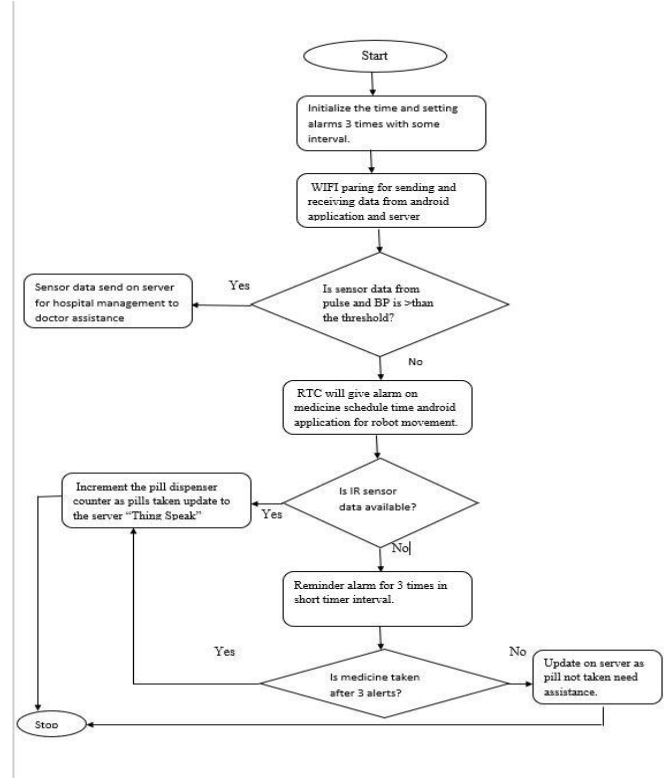 Start
Initialize the time and setting
alarms 3 times with some
interval.
WIFI paring for sending and
receiving data from android
application and server
Yes
Sensor data send on server
for hospital management to
doctor assistance
Is sensor data from
pulse and BP is >than
the threshold?
No
RTC will give alarm on
medicine schedule time android
application for robot movement.
Increment the pill dispenser
counter as pills taken update to
the server “Thing Speak”
Is IR sensor
data available?
Yes
No
Reminder alarm for 3 times in
short timer interval.
Yes
No
Is medicine taken
after 3 alerts?
Update on server as
pill not taken need
assistance.
Stop